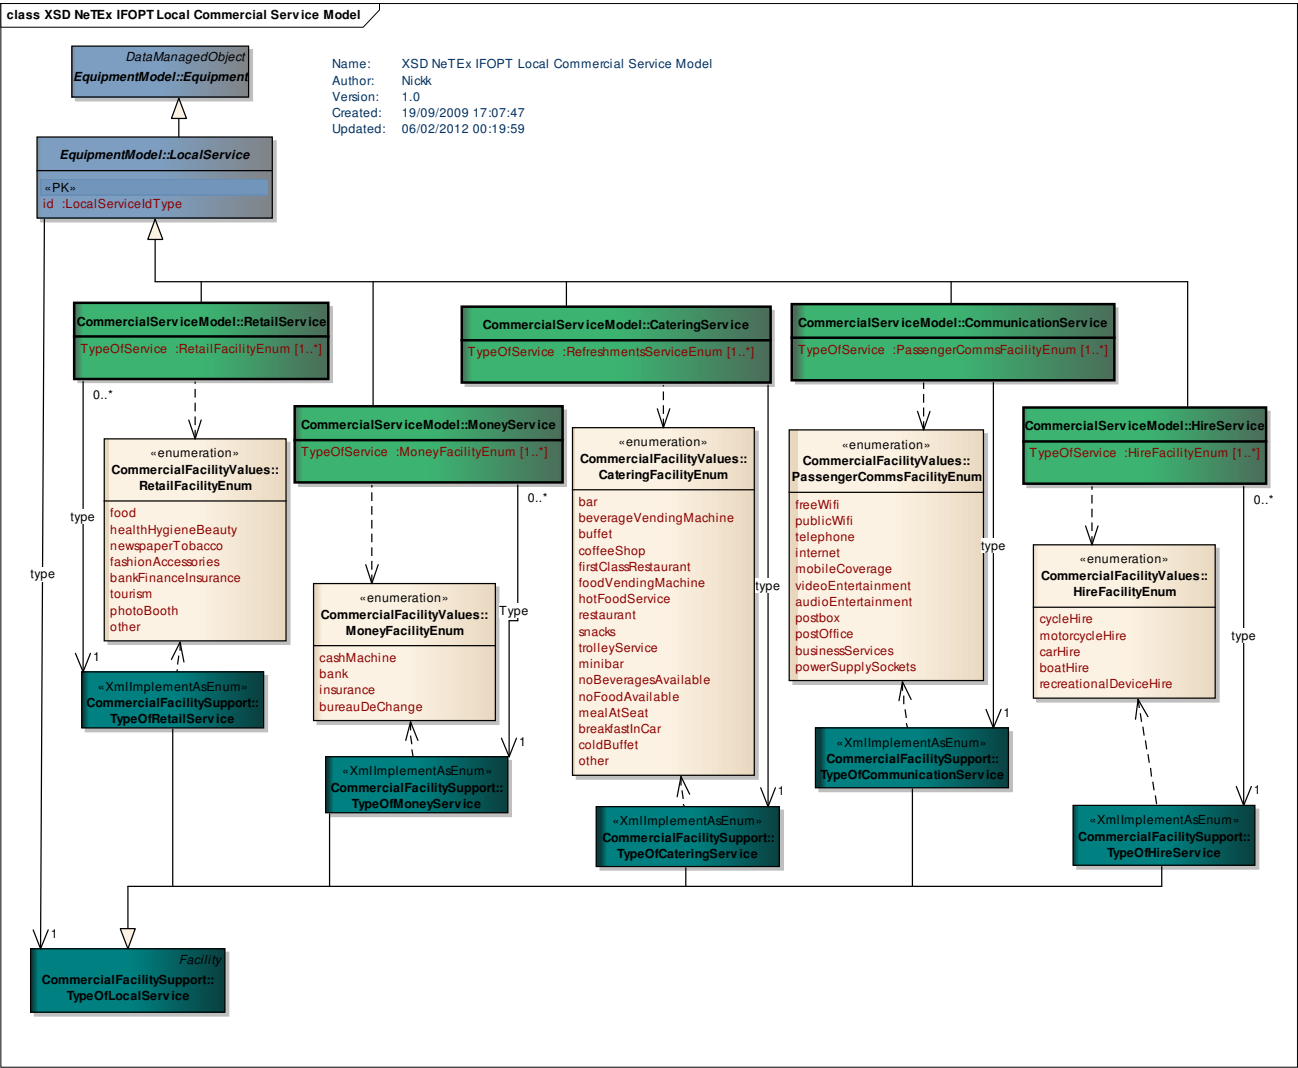 class XSD NeTEx IFOPT Local Commercial Service Model
DataManagedObject
EquipmentModel::Equipment
Name: XSD NeTEx IFOPT Local Commercial Service Model
Author: Nickk
Version: 1.0
Created: 19/09/2009 17:07:47
Updated: 06/02/2012 00:19:59
EquipmentModel::LocalService
«PK»
id :LocalServiceIdType
CommercialServiceModel::RetailService
TypeOfService :RetailFacilityEnum [1..*]
CommercialServiceModel::CateringService
TypeOfService :RefreshmentsServiceEnum [1..*]
CommercialServiceModel::CommunicationService
TypeOfService :PassengerCommsFacilityEnum [1..*]
CommercialServiceModel::MoneyService
TypeOfService :MoneyFacilityEnum [1..*]
CommercialServiceModel::HireService
TypeOfService :HireFacilityEnum [1..*]
0..*
0..*
0..*
«enumeration»
CommercialFacilityValues::
RetailFacilityEnum
food
healthHygieneBeauty
newspaperTobacco
fashionAccessories
bankFinanceInsurance
tourism
photoBooth
other
type
type
1
«enumeration»
CommercialFacilityValues::
MoneyFacilityEnum
cashMachine
bank
insurance
bureauDeChange
Type
1
«enumeration»
CommercialFacilityValues::
CateringFacilityEnum
bar
beverageVendingMachine
buffet
coffeeShop
firstClassRestaurant
foodVendingMachine
hotFoodService
restaurant
snacks
trolleyService
minibar
noBeveragesAvailable
noFoodAvailable
mealAtSeat
breakfastInCar
coldBuffet
other
type
1
«enumeration»
CommercialFacilityValues::
PassengerCommsFacilityEnum
freeWifi
publicWifi
telephone
internet
mobileCoverage
videoEntertainment
audioEntertainment
postbox
postOffice
businessServices
powerSupplySockets
type
1
«enumeration»
CommercialFacilityValues::
HireFacilityEnum
cycleHire
motorcycleHire
carHire
boatHire
recreationalDeviceHire
type
1
«XmlImplementAsEnum»
CommercialFacilitySupport::
TypeOfRetailService
«XmlImplementAsEnum»
CommercialFacilitySupport::
TypeOfMoneyService
«XmlImplementAsEnum»
CommercialFacilitySupport::
TypeOfCateringService
«XmlImplementAsEnum»
CommercialFacilitySupport::
TypeOfCommunicationService
«XmlImplementAsEnum»
CommercialFacilitySupport::
TypeOfHireService
1
Facility
CommercialFacilitySupport::
TypeOfLocalService